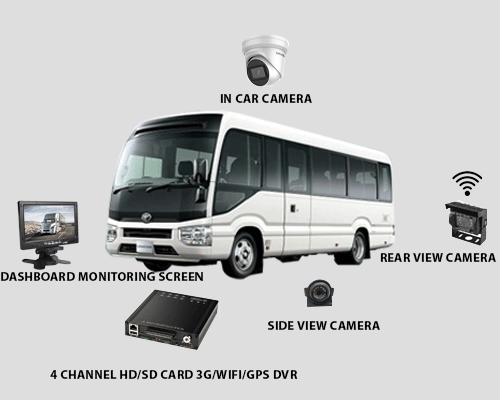 IN CAR CAMERA
REAR VIEW CAMERA
DASHBOARD MONITORING SCREEN
SIDE VIEW CAMERA
4 CHANNEL HD/SD CARD 3G/WIFI/GPS DVR